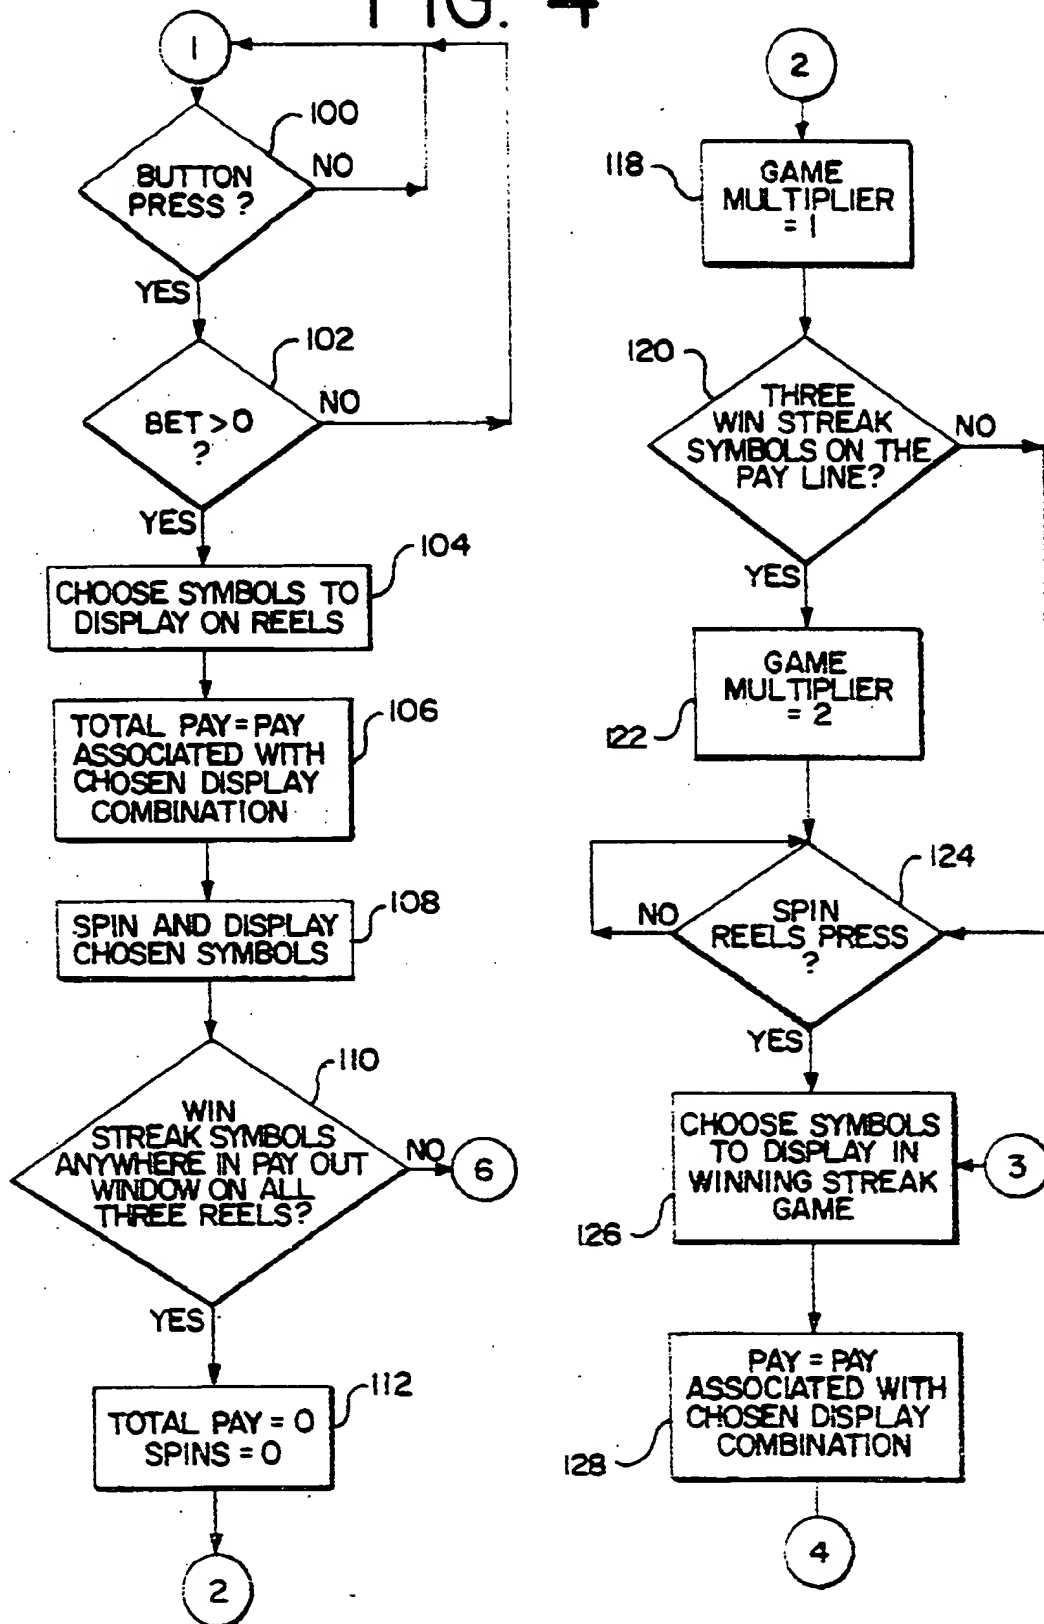 FIG. 4
1
100
BUTTON
PRESS ?
NO
YES
102
BET > 0
?
NO
YES
104
CHOOSE SYMBOLS TO
DISPLAY ON REELS
106
TOTAL PAY = PAY
ASSOCIATED WITH
CHOSEN DISPLAY
COMBINATION
108
SPIN AND DISPLAY
CHOSEN SYMBOLS
110
WIN
STREAK SYMBOLS
ANYWHERE IN PAY OUT
WINDOW ON ALL
THREE REELS?
NO
6
YES
112
TOTAL PAY = 0
SPINS = 0
2
2
118
GAME
MULTIPLIER
= 1
120
THREE
WIN STREAK
SYMBOLS ON THE
PAY LINE?
NO
YES
GAME
MULTIPLIER
= 2
122
124
SPIN
REELS PRESS
?
NO
YES
CHOOSE SYMBOLS
TO DISPLAY IN
WINNING STREAK
GAME
3
126
PAY = PAY
ASSOCIATED WITH
CHOSEN DISPLAY
COMBINATION
128
4